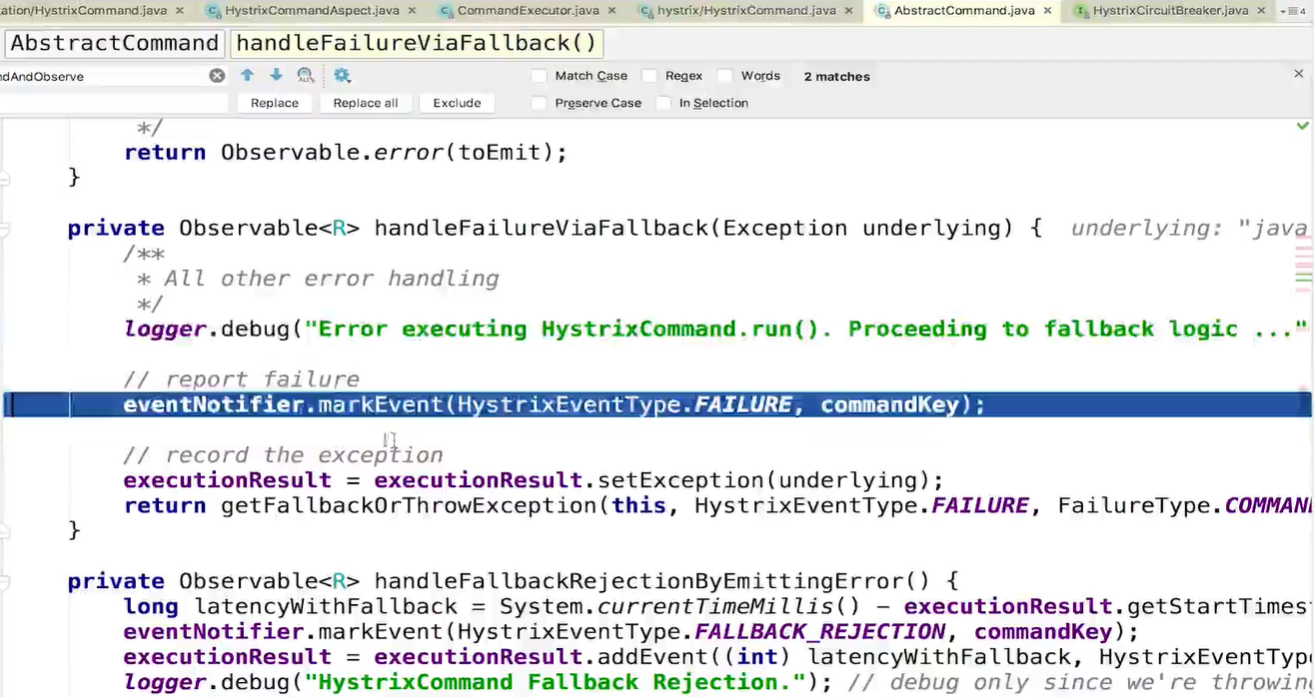 ation/HystrixCommand.java × HystrixCommandAspect.java × CommandExecutor.java × hystrix/HystrixCommand.java × AbstractCommand.java × HystrixCircuitBreaker.java × 4
AbstractCommand handleFailureViaFallback()
ndAndObserve Match Case Regex Words 2 matches
Replace Replace all Exclude Preserve Case In Selection
*/
return Observable.error(toEmit);
}
private Observable<R> handleFailureViaFallback(Exception underlying) { underlying: "java
/**
* All other error handling
*/
logger.debug("Error executing HystrixCommand.run(). Proceeding to fallback logic ..."
// report failure
eventNotifier.markEvent(HystrixEventType.FAILURE, commandKey);
// record the exception
executionResult = executionResult.setException(underlying);
return getFallbackOrThrowException(this, HystrixEventType.FAILURE, FailureType.COMMAN
}
private Observable<R> handleFallbackRejectionByEmittingError() {
long latencyWithFallback = System.currentTimeMillis() - executionResult.getStartTimes
eventNotifier.markEvent(HystrixEventType.FALLBACK_REJECTION, commandKey);
executionResult = executionResult.addEvent((int) latencyWithFallback, HystrixEventTyp
logger.debug("HystrixCommand Fallback Rejection."); // debug only since we're throwin